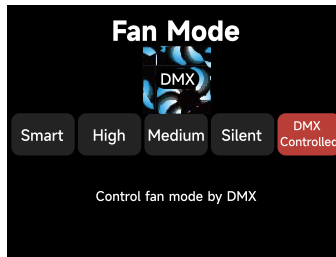 Fan Mode
DMX
Smart High Medium Silent DMX Controlled
Control fan mode by DMX